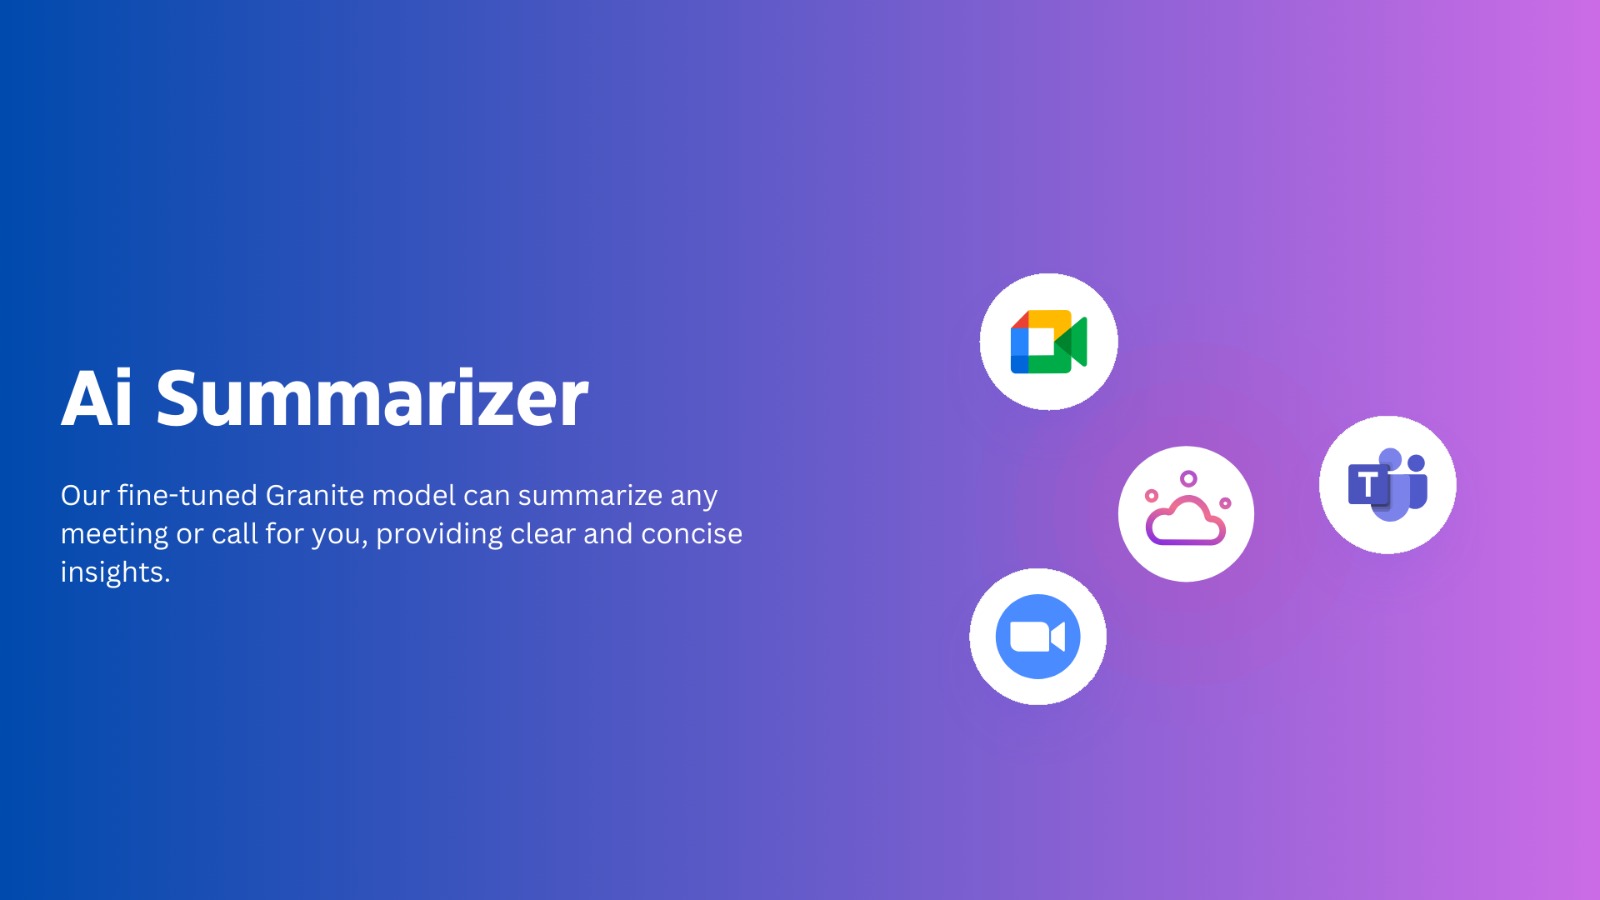 Ai Summarizer
Our fine-tuned Granite model can summarize any
meeting or call for you, providing clear and concise
insights.
T